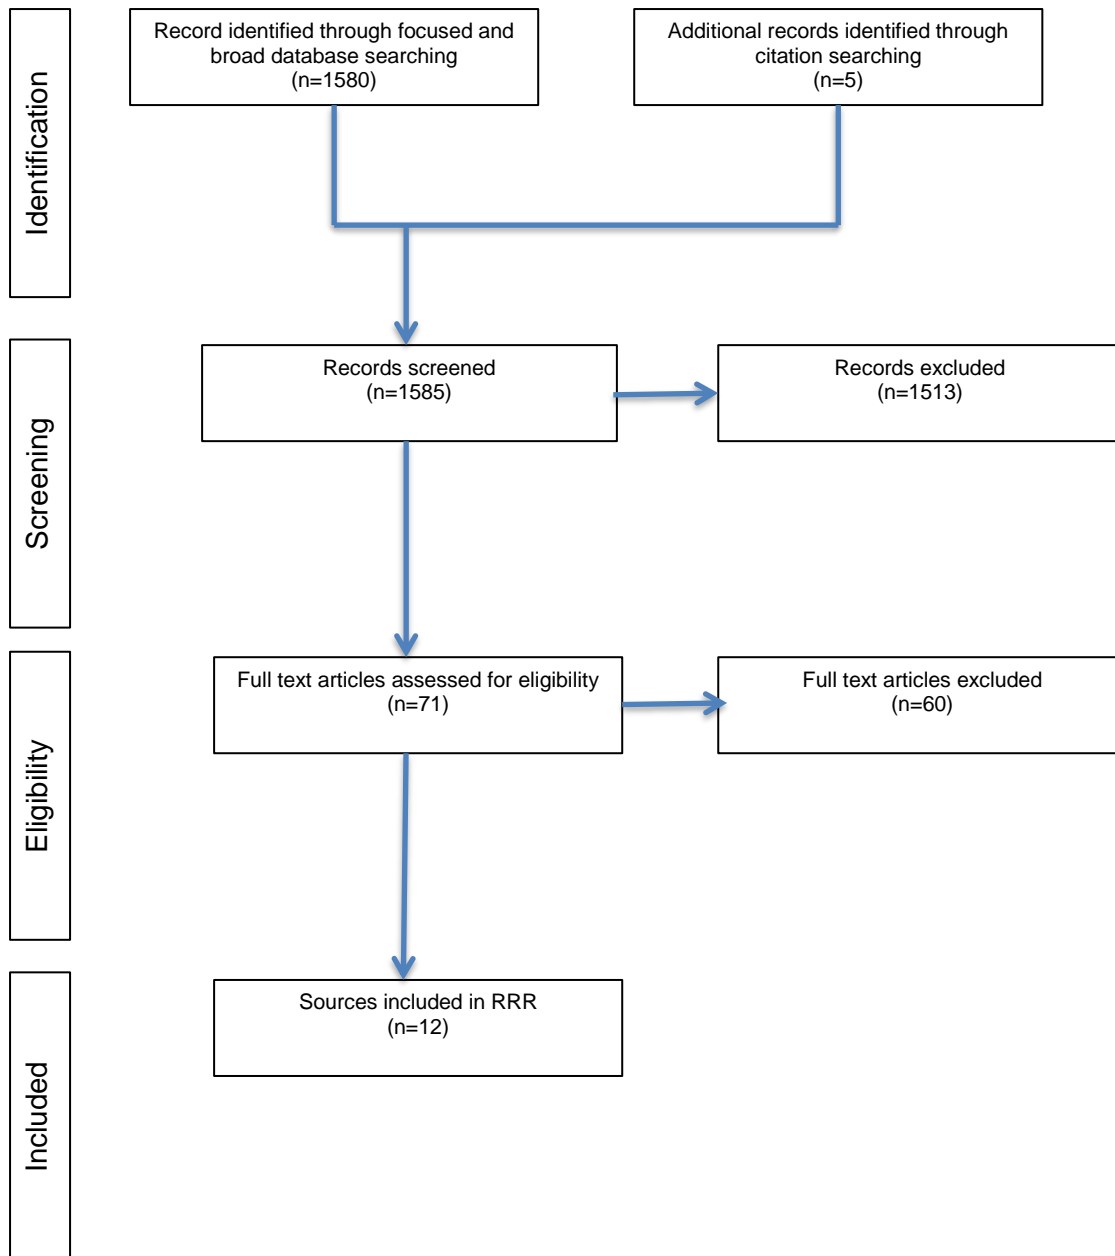 Identification
Record identified through focused and
broad database searching
(n=1580)
Additional records identified through
citation searching
(n=5)
Screening
Records screened
(n=1585)
Records excluded
(n=1513)
Eligibility
Full text articles assessed for eligibility
(n=71)
Full text articles excluded
(n=60)
Included
Sources included in RRR
(n=12)